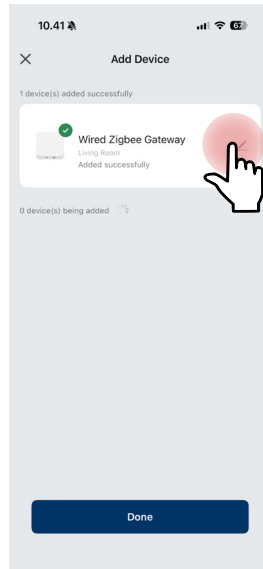 10.41
67
Add Device
1 device(s) added successfully
Wired Zigbee Gateway
Living Room
Added successfully
0 device(s) being added
Done